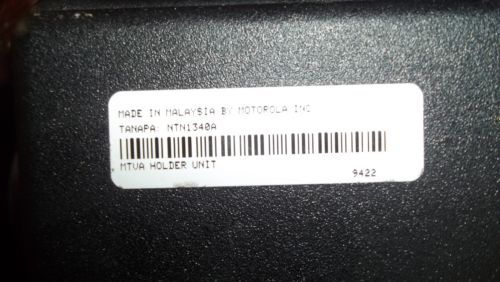 MADE IN MALAYSIA BY MOTOROLA INC
TANAPA: NTN1340A
MTVA HOLDER UNIT
9422